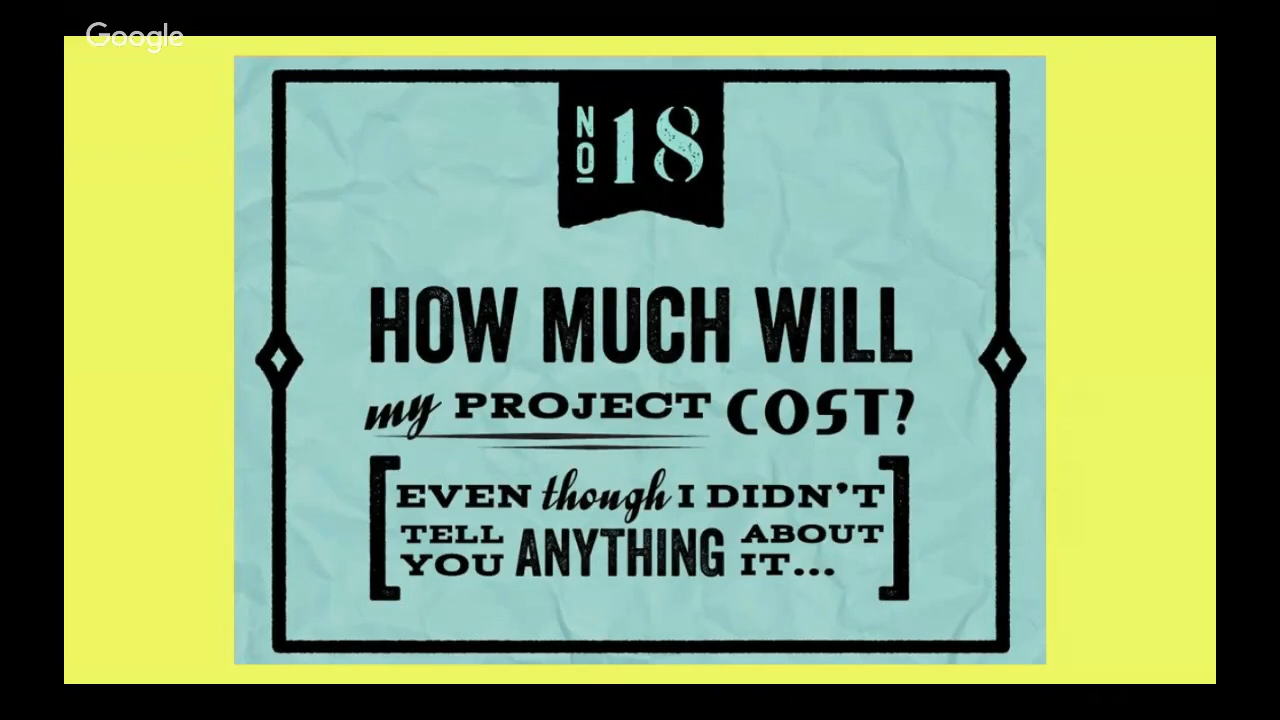 Google
NO 18
HOW MUCH WILL
my PROJECT COST?
[EVEN though I DIDN'T
TELL YOU ANYTHING ABOUT IT...]